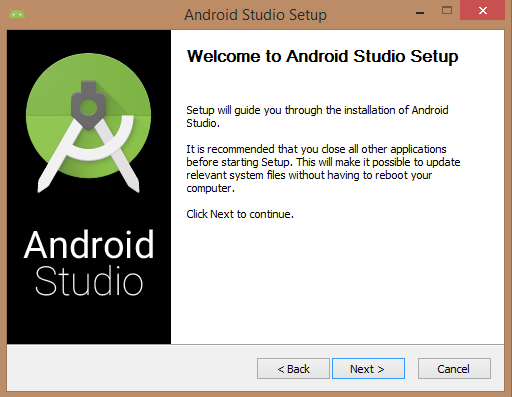 Android Studio Setup
Welcome to Android Studio Setup
Setup will guide you through the installation of Android
Studio.
It is recommended that you close all other applications
before starting Setup. This will make it possible to update
relevant system files without having to reboot your
computer.
Click Next to continue.
Android
Studio
< Back
Next >
Cancel